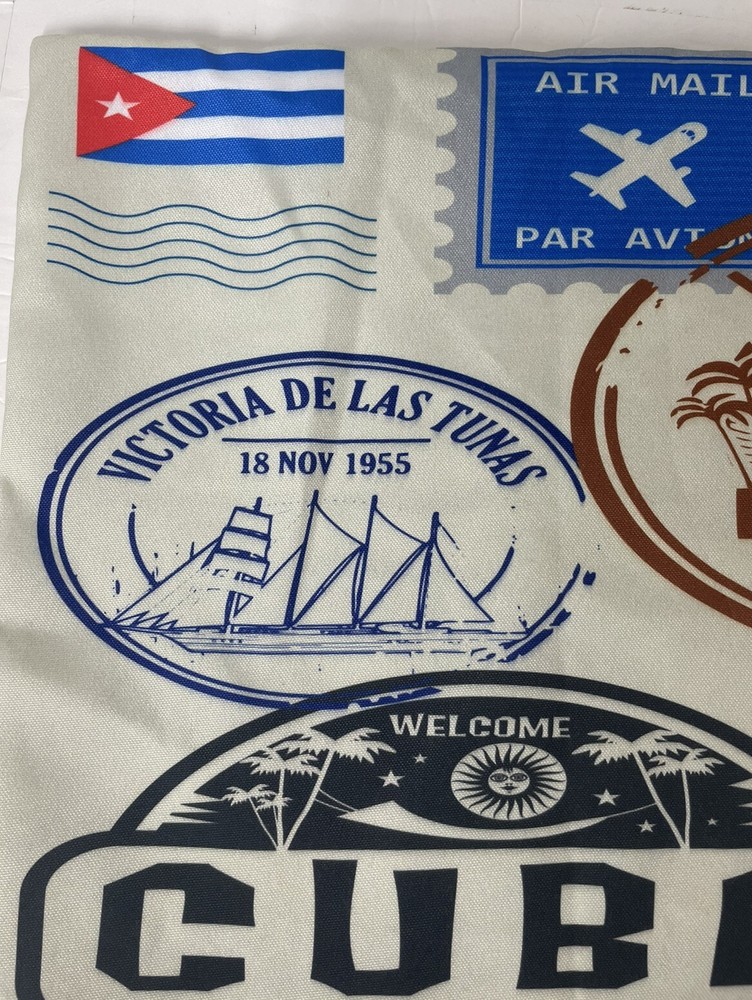 AIR MAIL
PAR AVION
VICTORIA DE LAS TUNAS
18 NOV 1955
WELCOME
CUB